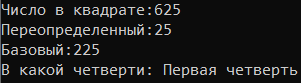 Число в квадрате:625
Переопределенный:25
Базовый:225
В какой четверти: Первая четверть